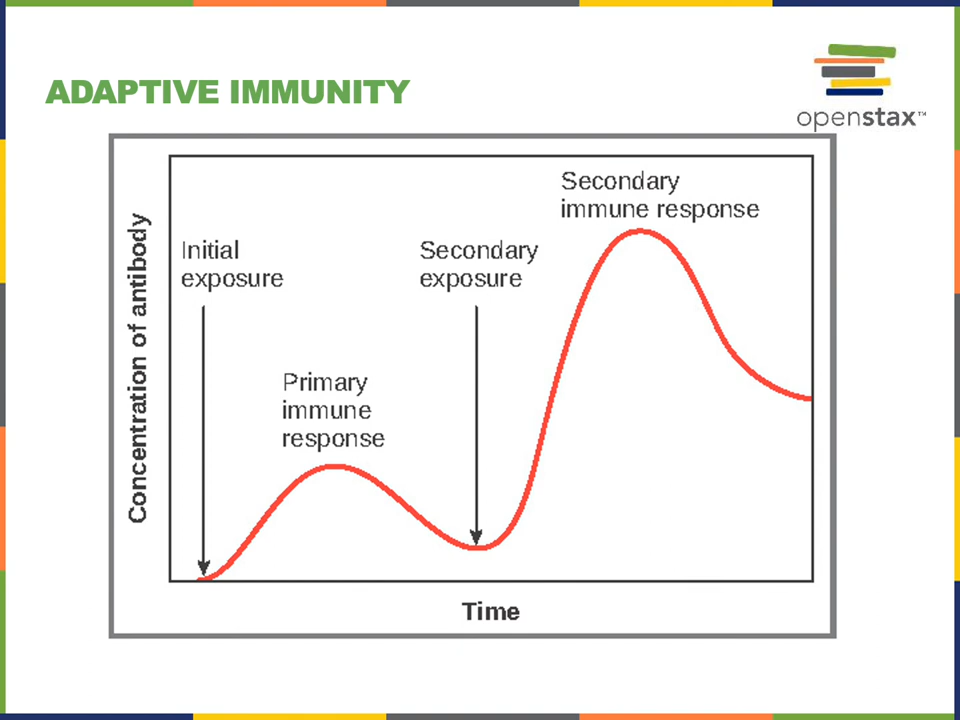 ADAPTIVE IMMUNITY
openstax™
Concentration of antibody
Initial
exposure
Primary
immune
response
Secondary
exposure
Secondary
immune response
Time